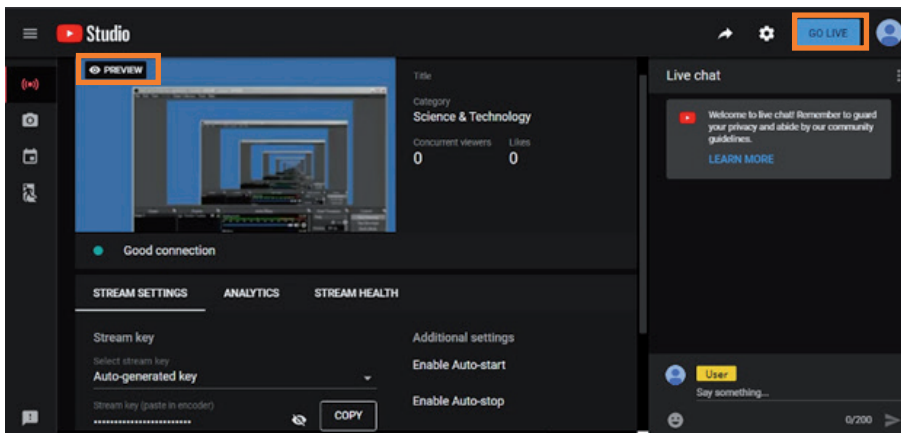 Studio
GO LIVE
PREVIEW
Title
Category
Science & Technology
Concurrent viewers Likes
0 0
Good connection
STREAM SETTINGS ANALYTICS STREAM HEALTH
Stream key
Select stream key
Auto-generated key
Stream key (paste in encoder)
••••••••••••••••••••••••
COPY
Additional settings
Enable Auto-start
Enable Auto-stop
Live chat
Welcome to live chat! Remember to guard
your privacy and abide by our community
guidelines.
LEARN MORE
User
Say something...
0/200